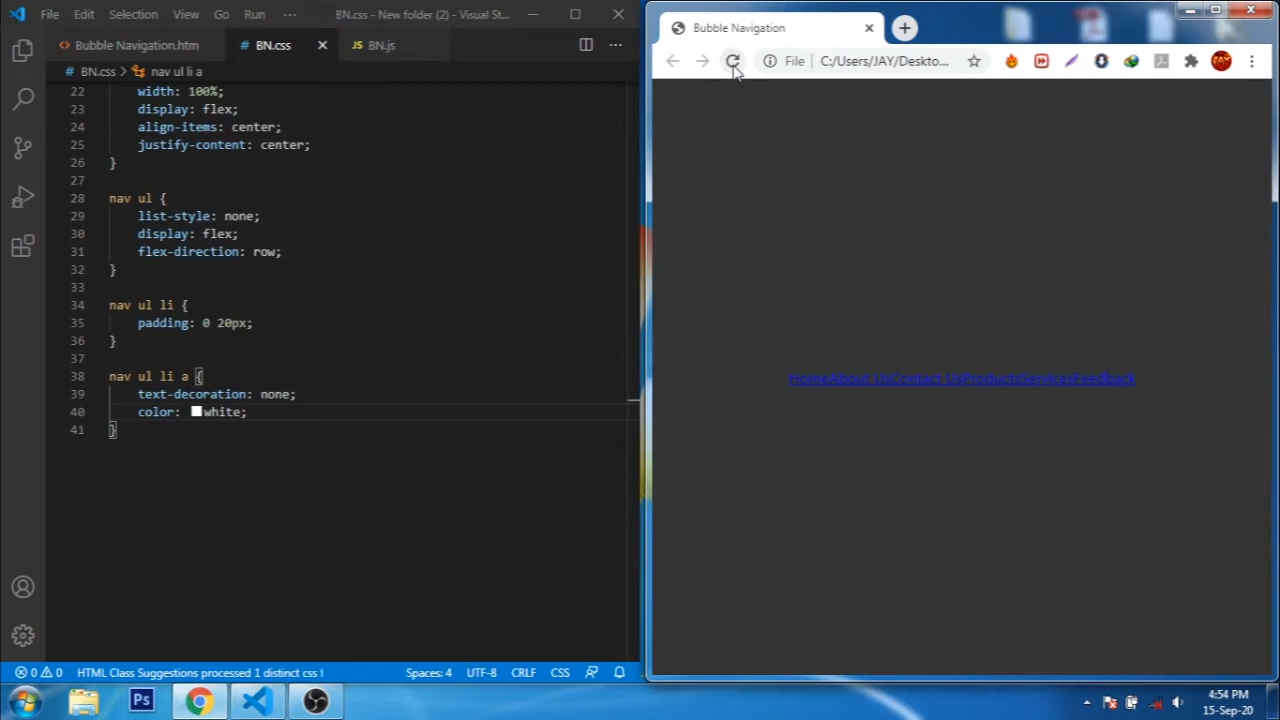 File Edit Selection View Go Run ··· BN.css - New folder (2) - Visual St...
Bubble Navigation.htm # BN.css JS BN.js ···
# BN.css > nav ul li a
22 width: 100%;
23 display: flex;
24 align-items: center;
25 justify-content: center;
26 }
27
28 nav ul {
29 list-style: none;
30 display: flex;
31 flex-direction: row;
32 }
33
34 nav ul li {
35 padding: 0 20px;
36 }
37
38 nav ul li a {
39 text-decoration: none;
40 color: white;
41 }
0 0 HTML Class Suggestions processed 1 distinct css l Spaces: 4 UTF-8 CRLF CSS
Bubble Navigation
File C:/Users/JAY/Deskto... JAY
HomeAbout UsContact UsProductsServicesFeedback
Ps
4:54 PM
15-Sep-20